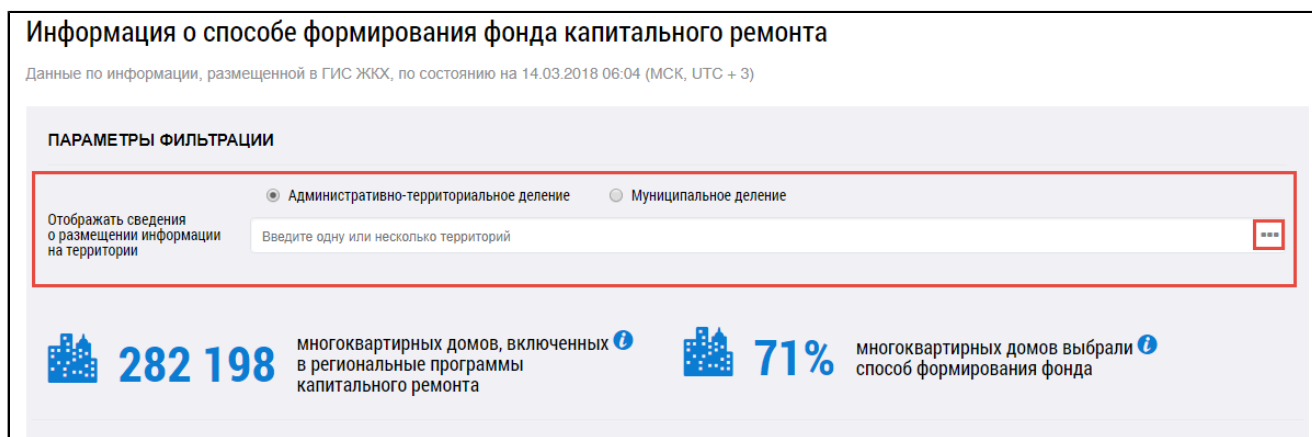 Информация о способе формирования фонда капитального ремонта
Данные по информации, размещенной в ГИС ЖКХ, по состоянию на 14.03.2018 06:04 (МСК, UTC + 3)
ПАРАМЕТРЫ ФИЛЬТРАЦИИ
Административно-территориальное деление Муниципальное деление
Отображать сведения
о размещении информации
на территории
Введите одну или несколько территорий
282 198
многоквартирных домов, включенных
в региональные программы
капитального ремонта
71%
многоквартирных домов выбрали
способ формирования фонда